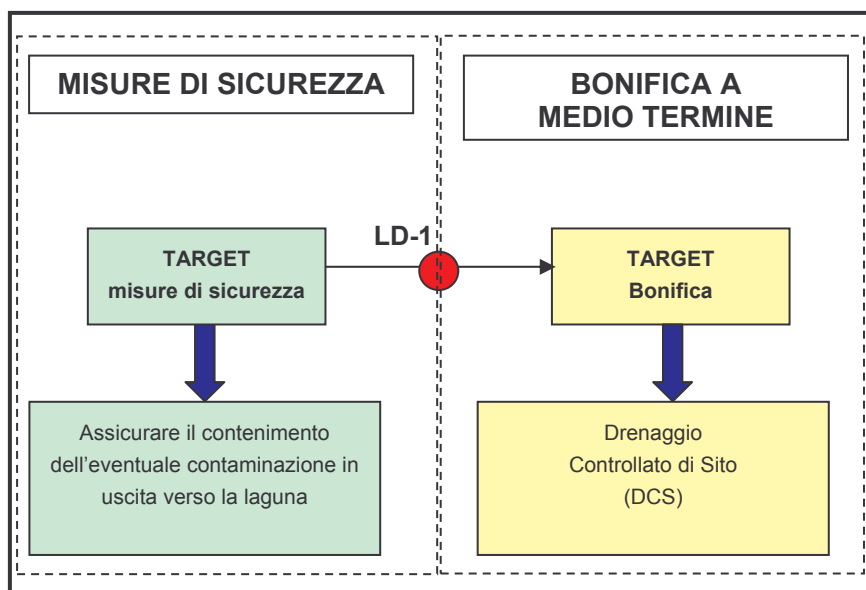 MISURE DI SICUREZZA
BONIFICA A
MEDIO TERMINE
LD-1
TARGET
misure di sicurezza
TARGET
Bonifica
Assicurare il contenimento
dell'eventuale contaminazione in
uscita verso la laguna
Drenaggio
Controllato di Sito
(DCS)